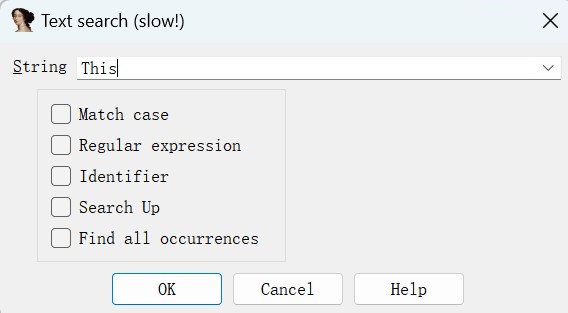 Text search (slow!)
String This
Match case
Regular expression
Identifier
Search Up
Find all occurrences
OK Cancel Help